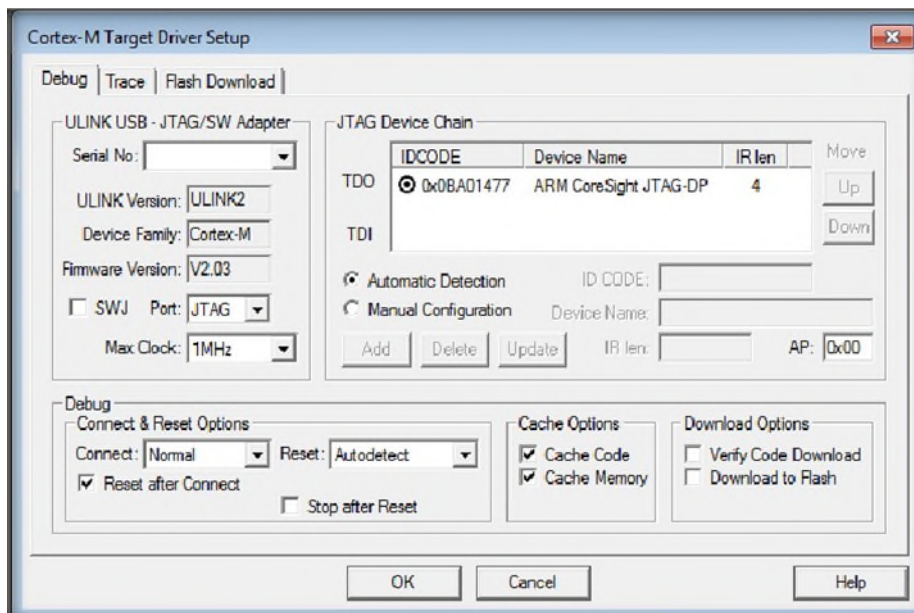 Cortex-M Target Driver Setup
Debug
Trace
Flash Download
ULINK USB - JTAG/SW Adapter
Serial No:
ULINK Version: ULINK2
Device Family: Cortex-M
Firmware Version: V2.03
SWJ Port: JTAG
Max Clock: 1MHz
JTAG Device Chain
IDCODE Device Name IR len
TDO 0x0BA01477 ARM CoreSight JTAG-DP 4
TDI
Move
Up
Down
Automatic Detection
Manual Configuration
ID CODE:
Device Name:
Add Delete Update IR len: AP: 0x00
Debug
Connect & Reset Options
Connect: Normal Reset: Autodetect
Reset after Connect
Stop after Reset
Cache Options
Cache Code
Cache Memory
Download Options
Verify Code Download
Download to Flash
OK Cancel Help